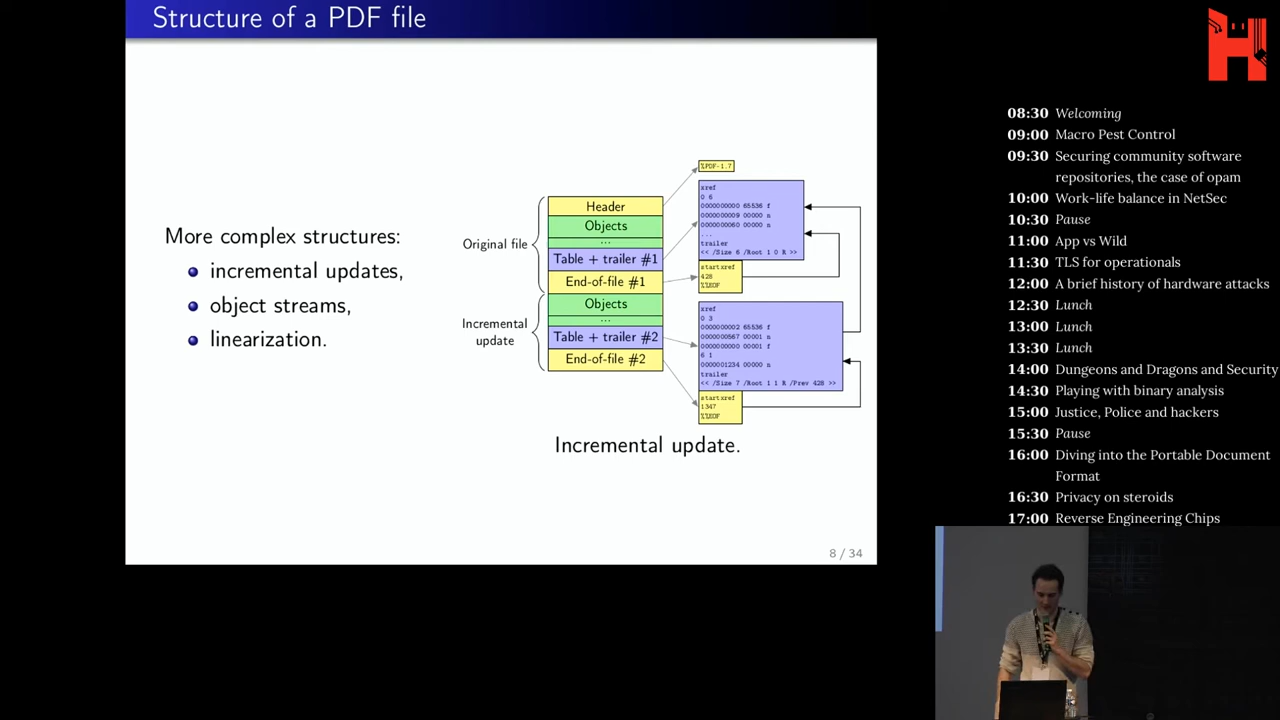 Structure of a PDF file
More complex structures:
incremental updates,
object streams,
linearization.
Original file
Incremental
update
Header
Objects
...
Table + trailer #1
End-of-file #1
Objects
...
Table + trailer #2
End-of-file #2
%PDF-1.7
xref
0 6
0000000000 65536 f
0000000009 00000 n
0000000060 00000 n
...
trailer
<< /Size 6 /Root 1 0 R >>
startxref
428
%%EOF
xref
0 3
0000000002 65536 f
0000000567 00001 n
0000000000 00001 f
6 1
0000001234 00000 n
trailer
<< /Size 7 /Root 1 1 R /Prev 428 >>
startxref
1347
%%EOF
Incremental update.
8 / 34
08:30 Welcoming
09:00 Macro Pest Control
09:30 Securing community software
repositories, the case of opam
10:00 Work-life balance in NetSec
10:30 Pause
11:00 App vs Wild
11:30 TLS for operationals
12:00 A brief history of hardware attacks
12:30 Lunch
13:00 Lunch
13:30 Lunch
14:00 Dungeons and Dragons and Security
14:30 Playing with binary analysis
15:00 Justice, Police and hackers
15:30 Pause
16:00 Diving into the Portable Document
Format
16:30 Privacy on steroids
17:00 Reverse Engineering Chips